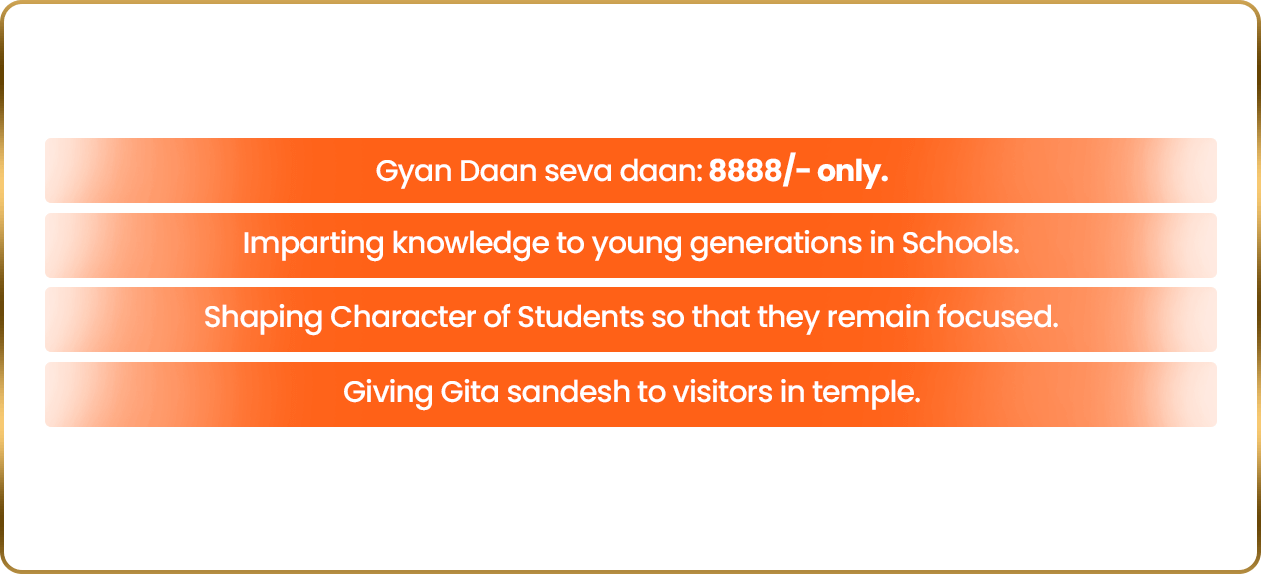 Gyan Daan seva daan: 8888/- only.
Imparting knowledge to young generations in Schools.
Shaping Character of Students so that they remain focused.
Giving Gita sandesh to visitors in temple.